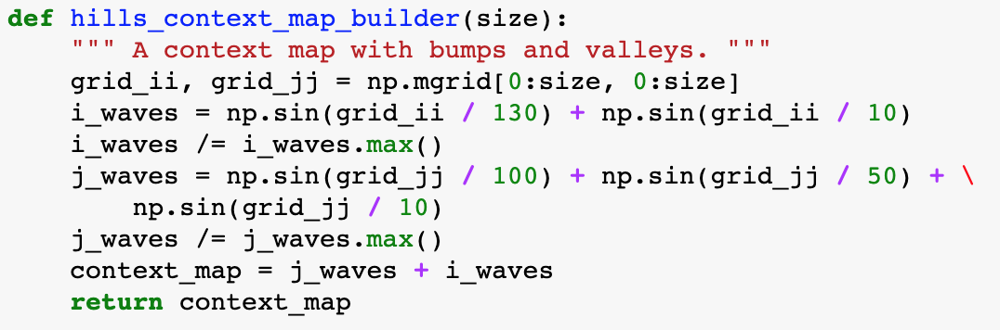 def hills_context_map_builder(size):
    """ A context map with bumps and valleys. """
    grid_ii, grid_jj = np.mgrid[0:size, 0:size]
    i_waves = np.sin(grid_ii / 130) + np.sin(grid_ii / 10)
    i_waves /= i_waves.max()
    j_waves = np.sin(grid_jj / 100) + np.sin(grid_jj / 50) + \
        np.sin(grid_jj / 10)
    j_waves /= j_waves.max()
    context_map = j_waves + i_waves
    return context_map